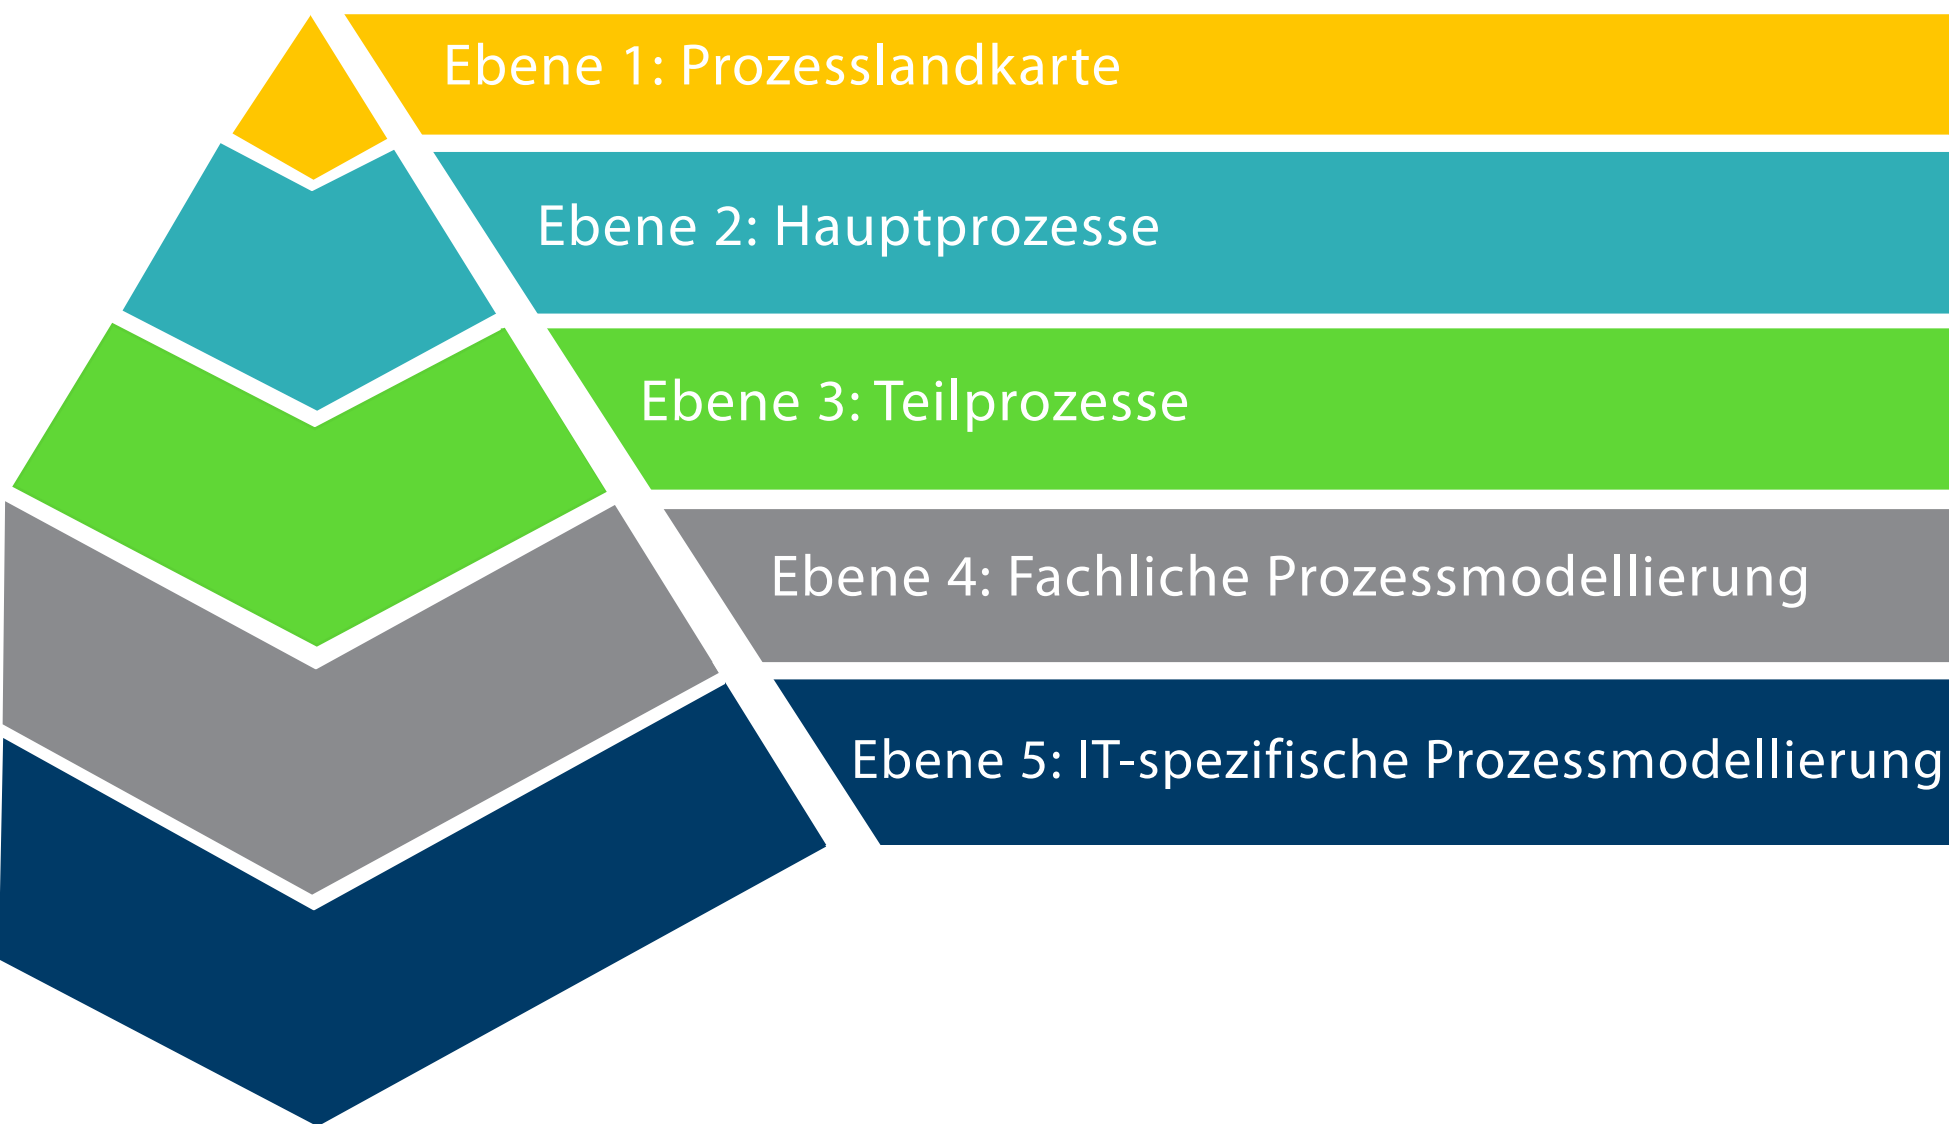 Ebene 1: Prozesslandkarte
Ebene 2: Hauptprozesse
Ebene 3: Teilprozesse
Ebene 4: Fachliche Prozessmodellierung
Ebene 5: IT-spezifische Prozessmodellierung